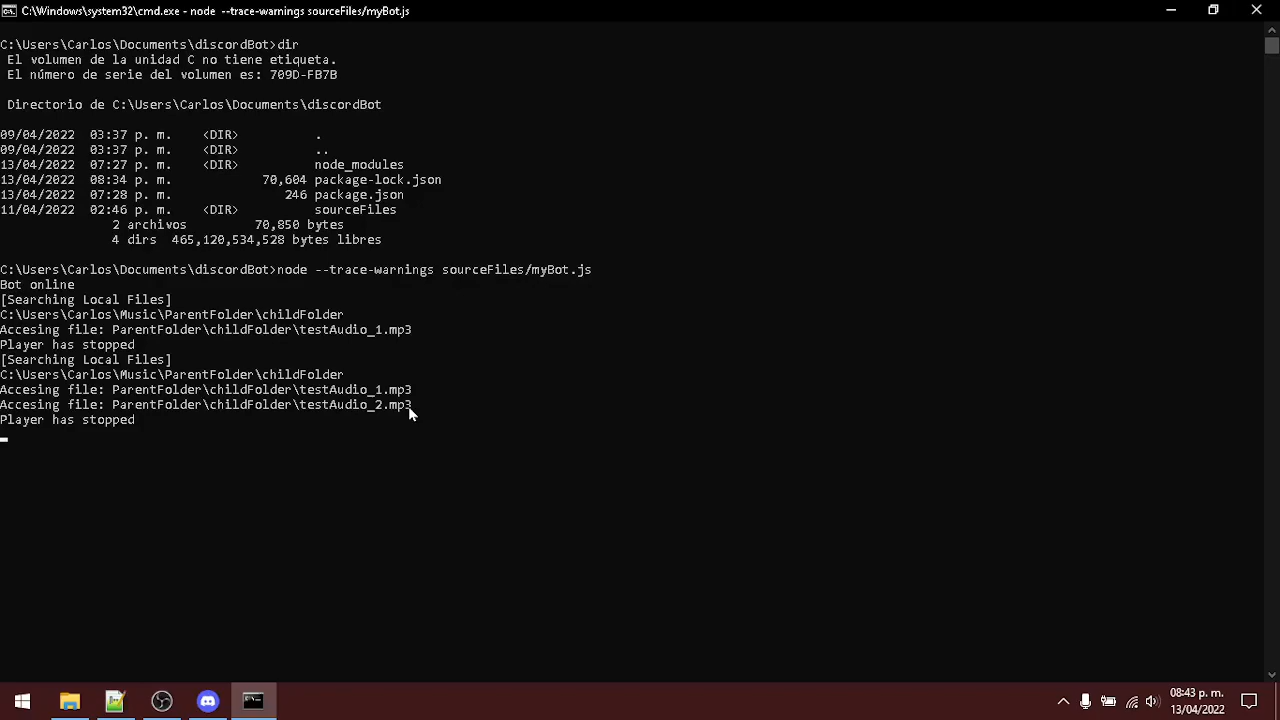 C:\Windows\system32\cmd.exe - node --trace-warnings sourceFiles/myBot.js
C:\Users\Carlos\Documents\discordBot>dir
El volumen de la unidad C no tiene etiqueta.
El número de serie del volumen es: 709D-FB7B
Directorio de C:\Users\Carlos\Documents\discordBot
09/04/2022  03:37 p. m.    <DIR>          .
09/04/2022  03:37 p. m.    <DIR>          ..
13/04/2022  07:27 p. m.    <DIR>          node_modules
13/04/2022  08:34 p. m.            70,604 package-lock.json
13/04/2022  07:28 p. m.               246 package.json
11/04/2022  02:46 p. m.    <DIR>          sourceFiles
2 archivos         70,850 bytes
4 dirs  465,120,534,528 bytes libres
C:\Users\Carlos\Documents\discordBot>node --trace-warnings sourceFiles/myBot.js
Bot online
[Searching Local Files]
C:\Users\Carlos\Music\ParentFolder\childFolder
Accesing file: ParentFolder\childFolder\testAudio_1.mp3
Player has stopped
[Searching Local Files]
C:\Users\Carlos\Music\ParentFolder\childFolder
Accesing file: ParentFolder\childFolder\testAudio_1.mp3
Accesing file: ParentFolder\childFolder\testAudio_2.mp3
Player has stopped
08:43 p. m.
13/04/2022